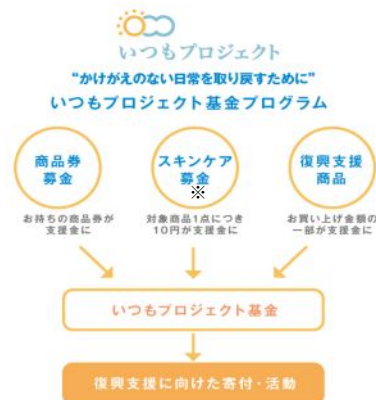 いつもプロジェクト
“かけがえのない日常を取り戻すために”
いつもプロジェクト基金プログラム
商品券
募金
お持ちの商品券が
支援金に
スキンケア
募金
※
対象商品1点につき
10円が支援金に
復興支援
商品
お買い上げ金額の
一部が支援金に
いつもプロジェクト基金
復興支援に向けた寄付・活動